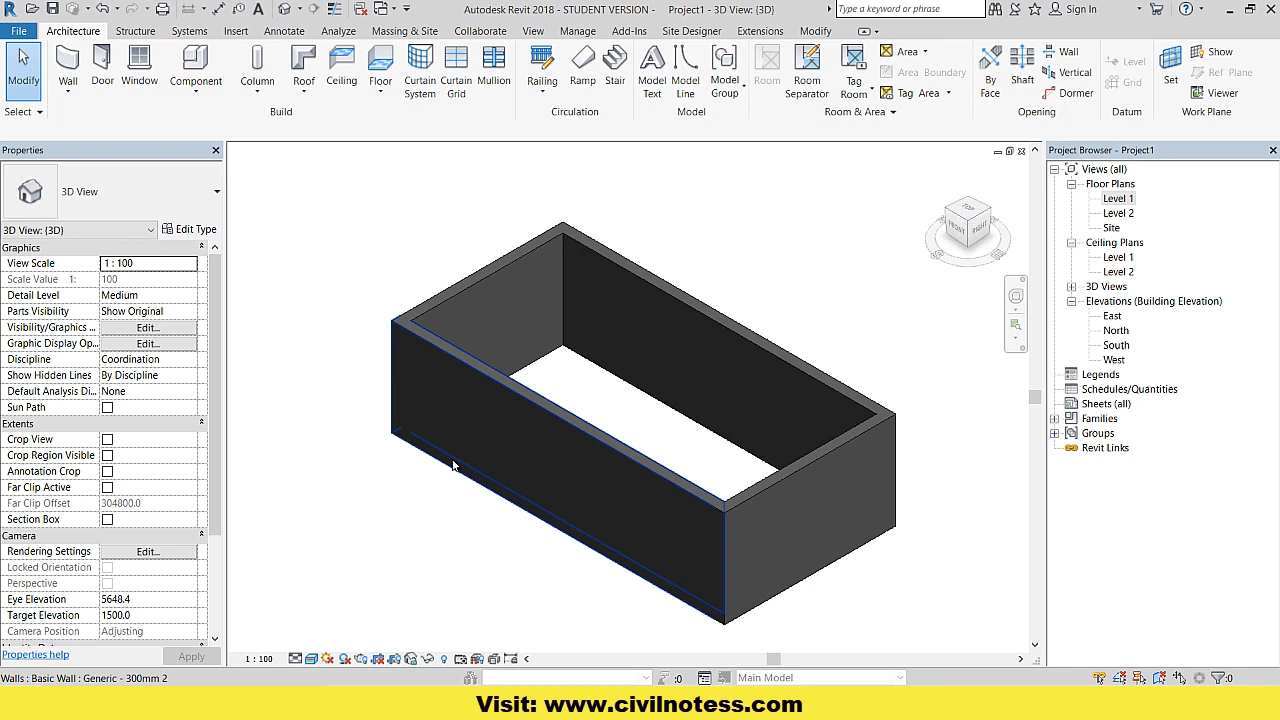 Autodesk Revit 2018 - STUDENT VERSION - Project1 - 3D View: {3D}
Type a keyword or phrase
Sign In
File Architecture Structure Systems Insert Annotate Analyze Massing & Site Collaborate View Manage Add-Ins Site Designer Extensions Modify
Modify Wall Door Window Component Column Roof Ceiling Floor Curtain System Curtain Grid Mullion Railing Ramp Stair Model Text Model Line Model Group Room Room Separator Tag Room Area Area Boundary Tag Area By Face Shaft Wall Vertical Dormer Level Grid Set Show Ref Plane Viewer
Select Build Circulation Model Room & Area Opening Datum Work Plane
Properties
3D View
3D View: {3D} Edit Type
Graphics
View Scale 1 : 100
Scale Value 1: 100
Detail Level Medium
Parts Visibility Show Original
Visibility/Graphics ... Edit...
Graphic Display Op... Edit...
Discipline Coordination
Show Hidden Lines By Discipline
Default Analysis Di... None
Sun Path
Extents
Crop View
Crop Region Visible
Annotation Crop
Far Clip Active
Far Clip Offset 304800.0
Section Box
Camera
Rendering Settings Edit...
Locked Orientation
Perspective
Eye Elevation 5648.4
Target Elevation 1500.0
Camera Position Adjusting
Properties help Apply
TOP
FRONT RIGHT
1 : 100
Project Browser - Project1
Views (all)
Floor Plans
Level 1
Level 2
Site
Ceiling Plans
Level 1
Level 2
3D Views
Elevations (Building Elevation)
East
North
South
West
Legends
Schedules/Quantities
Sheets (all)
Families
Groups
Revit Links
Walls : Basic Wall : Generic - 300mm 2
:0
Main Model
:0
Visit: www.civilnotess.com